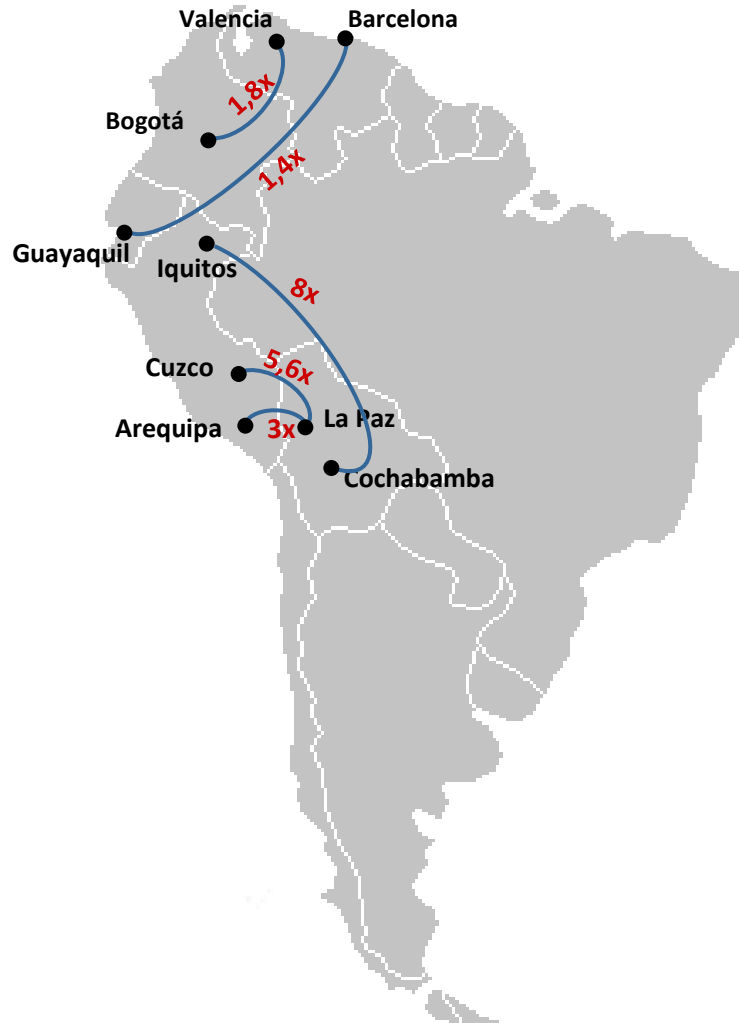 Valencia
Barcelona
1,8x
Bogotá
1,4x
Guayaquil
Iquitos
8x
Cuzco
5,6x
Arequipa
3x
La Paz
Cochabamba